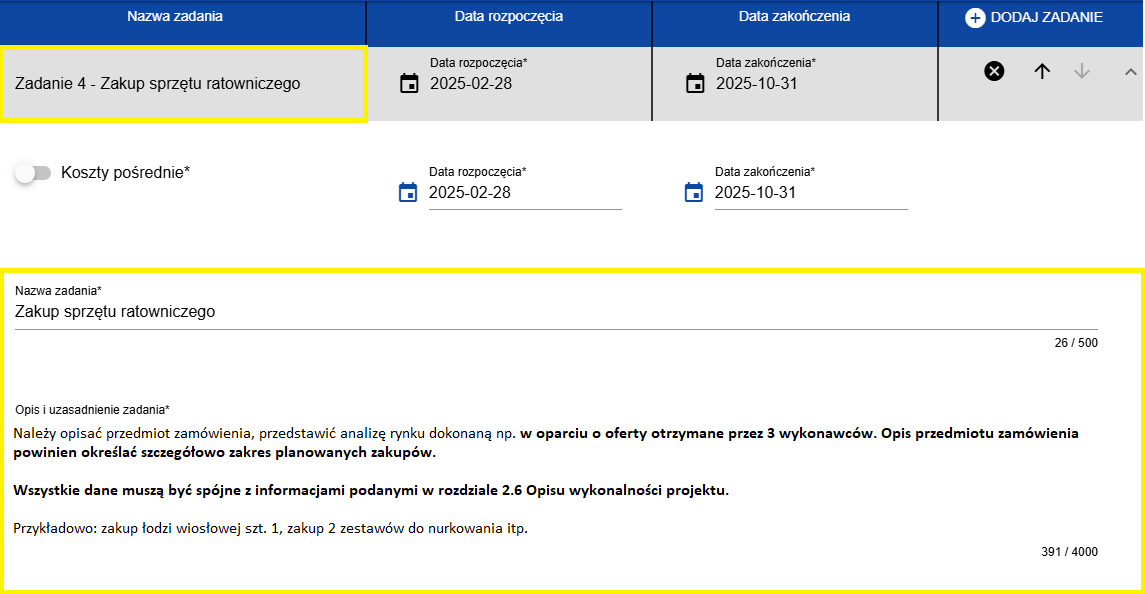 Nazwa zadania
Data rozpoczęcia
Data zakończenia
DODAJ ZADANIE
Zadanie 4 - Zakup sprzętu ratowniczego
Data rozpoczęcia*
2025-02-28
Data zakończenia*
2025-10-31
Koszty pośrednie*
Data rozpoczęcia*
2025-02-28
Data zakończenia*
2025-10-31
Nazwa zadania*
Zakup sprzętu ratowniczego
26 / 500
Opis i uzasadnienie zadania*
Należy opisać przedmiot zamówienia, przedstawić analizę rynku dokonaną np. w oparciu o oferty otrzymane przez 3 wykonawców. Opis przedmiotu zamówienia
powinien określać szczegółowo zakres planowanych zakupów.
Wszystkie dane muszą być spójne z informacjami podanymi w rozdziale 2.6 Opisu wykonalności projektu.
Przykładowo: zakup łodzi wiosłowej szt. 1, zakup 2 zestawów do nurkowania itp.
391 / 4000